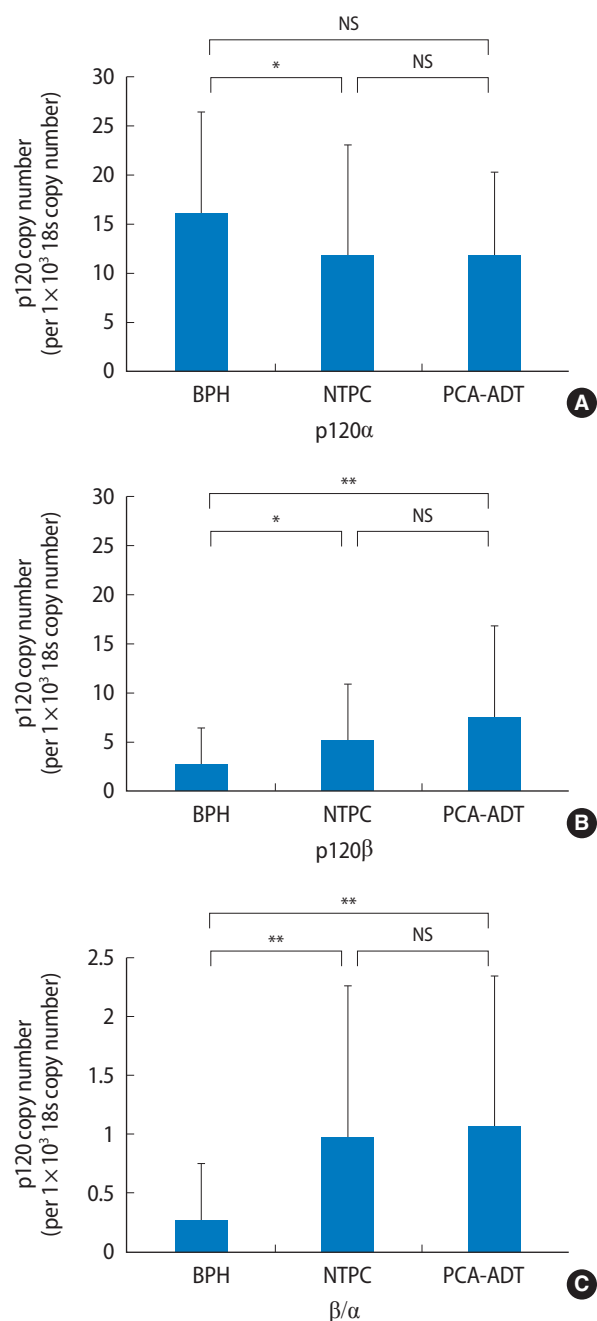 NS
* NS
30
25
20
15
10
5
0
p120 copy number
(per 1 × 10³ 18s copy number)
BPH NTPC PCA-ADT
p120α
A
**
* NS
30
25
20
15
10
5
0
p120 copy number
(per 1 × 10³ 18s copy number)
BPH NTPC PCA-ADT
p120β
B
**
** NS
2.5
2
1.5
1
0.5
0
p120 copy number
(per 1 × 10³ 18s copy number)
BPH NTPC PCA-ADT
β/α
C